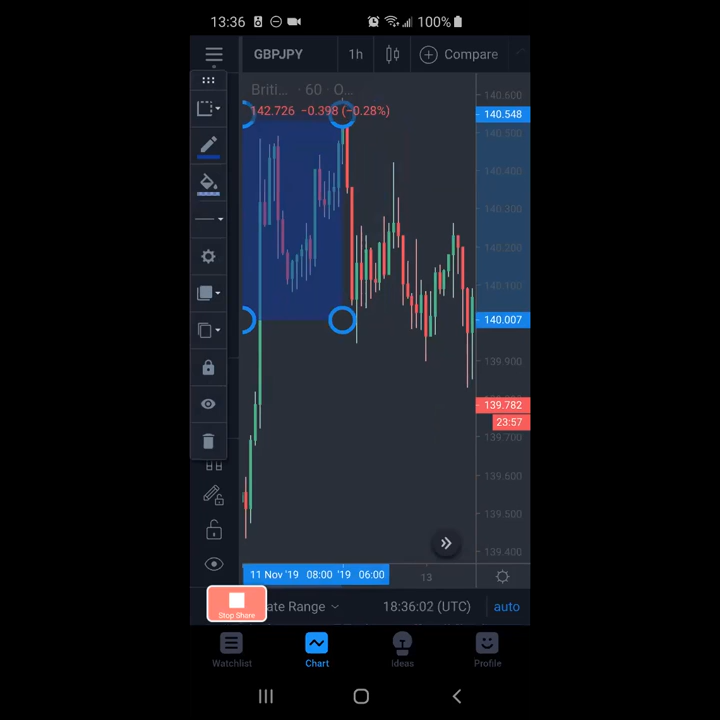 13:36 100%
GBPJPY 1h Compare
Briti... · 60 · O...
142.726 −0.398 (−0.28%)
140.600
140.548
140.500
140.400
140.300
140.200
140.100
140.007
139.900
139.782
23:57
139.700
139.600
139.500
139.400
11 Nov '19 08:00 '19 06:00
13
Stop Share
ate Range 18:36:02 (UTC) auto
Watchlist Chart Ideas Profile